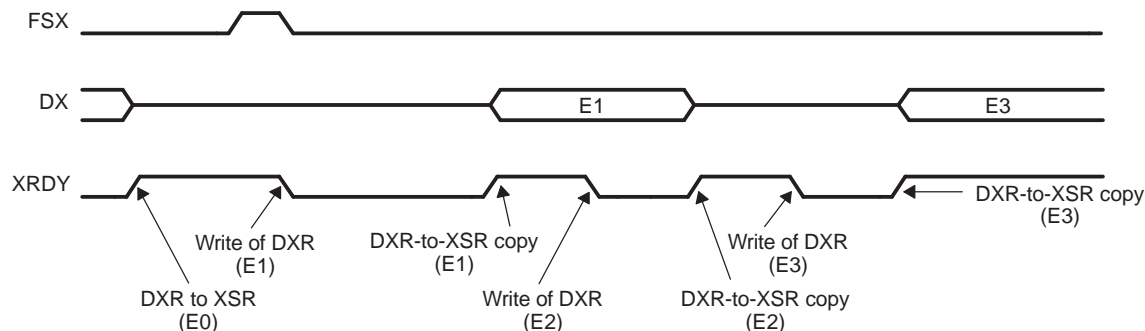 FSX
DX
E1
E3
XRDY
Write of DXR
(E1)
DXR-to-XSR copy
(E1)
Write of DXR
(E3)
DXR-to-XSR copy
(E3)
DXR to XSR
(E0)
Write of DXR
(E2)
DXR-to-XSR copy
(E2)